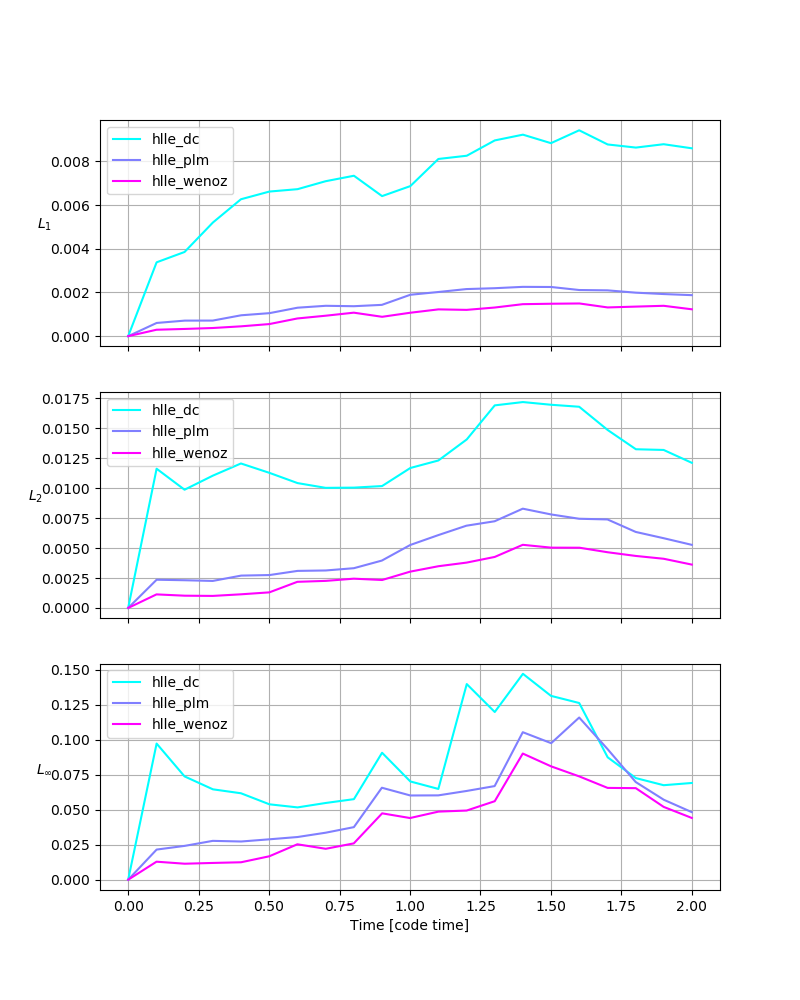 hlle_dc
hlle_plm
hlle_wenoz
0.008
0.006
L1
0.004
0.002
0.000
hlle_dc
hlle_plm
hlle_wenoz
0.0175
0.0150
0.0125
L2
0.0100
0.0075
0.0050
0.0025
0.0000
hlle_dc
hlle_plm
hlle_wenoz
0.150
0.125
0.100
L∞
0.075
0.050
0.025
0.000
0.00 0.25 0.50 0.75 1.00 1.25 1.50 1.75 2.00
Time [code time]